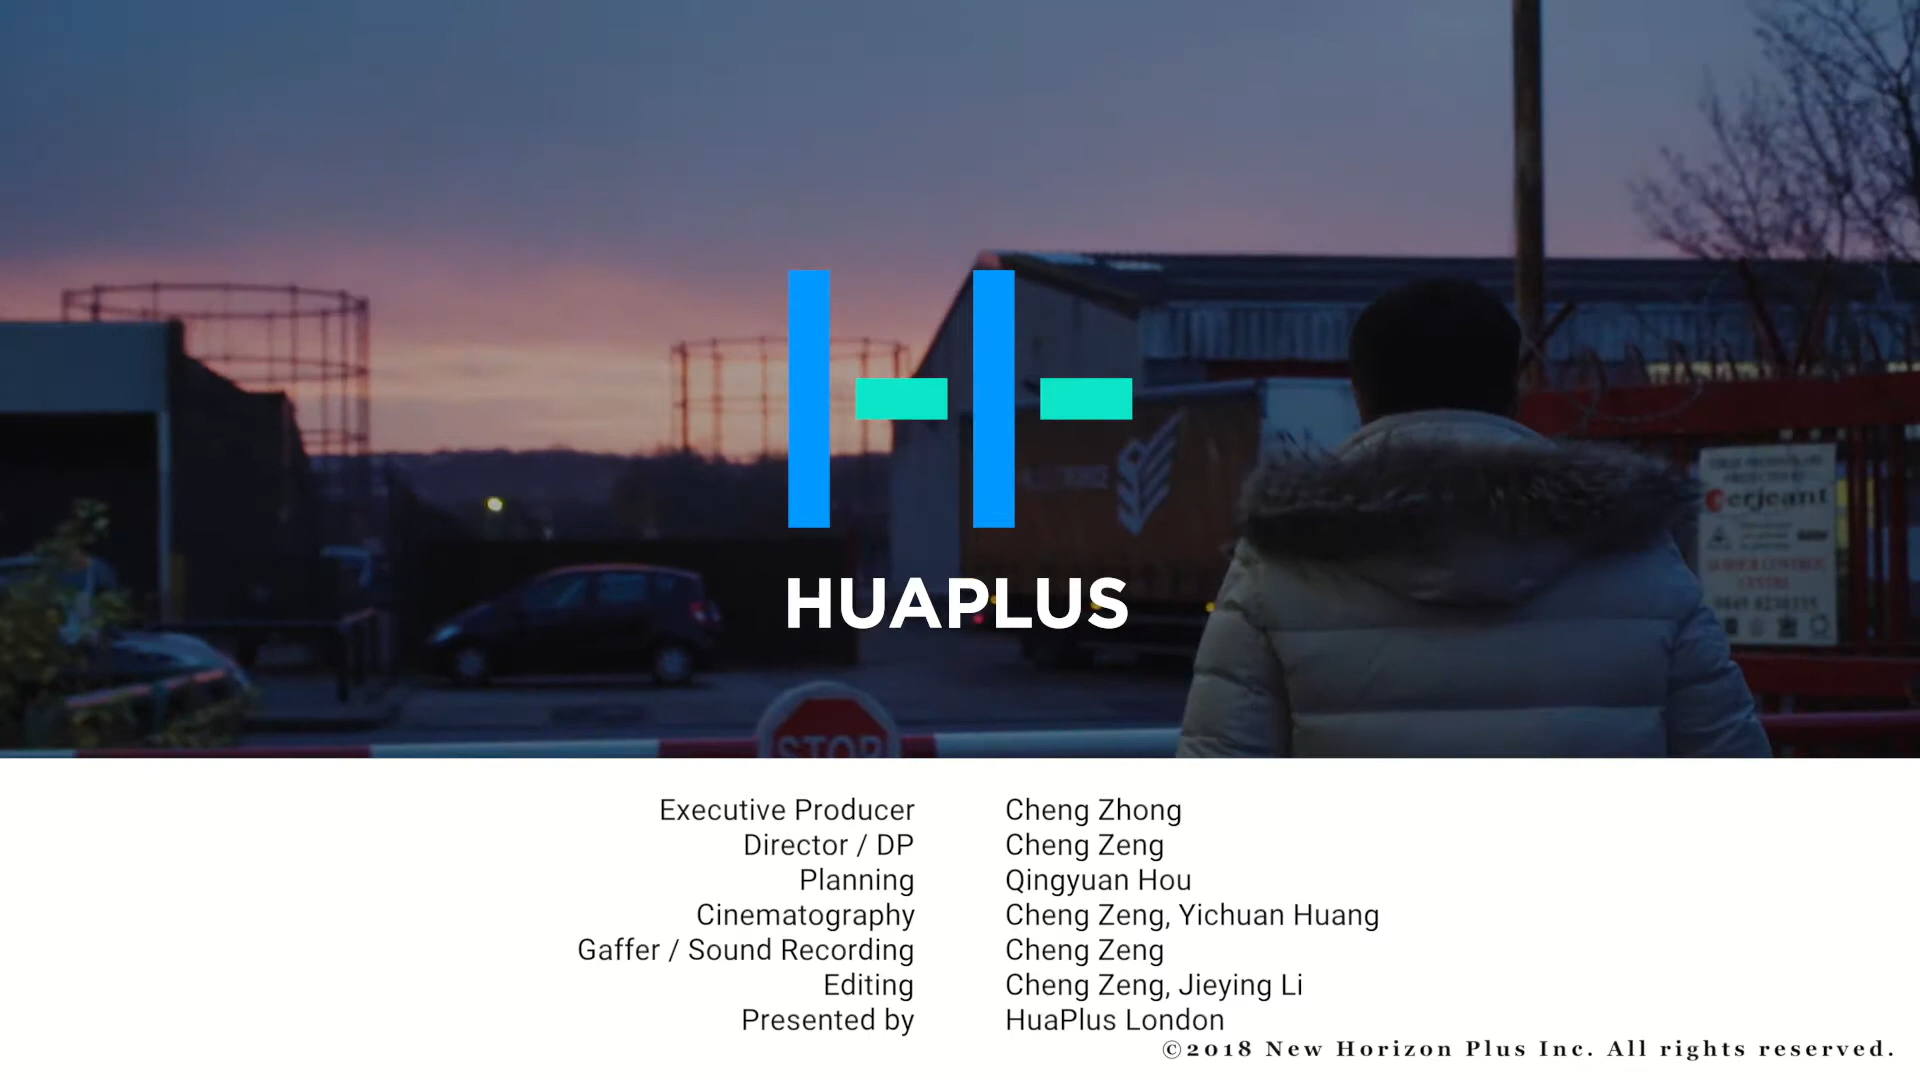 HUAPLUS
STOP
erjeant
Executive Producer Cheng Zhong
Director / DP Cheng Zeng
Planning Qingyuan Hou
Cinematography Cheng Zeng, Yichuan Huang
Gaffer / Sound Recording Cheng Zeng
Editing Cheng Zeng, Jieying Li
Presented by HuaPlus London
©2018 New Horizon Plus Inc. All rights reserved.